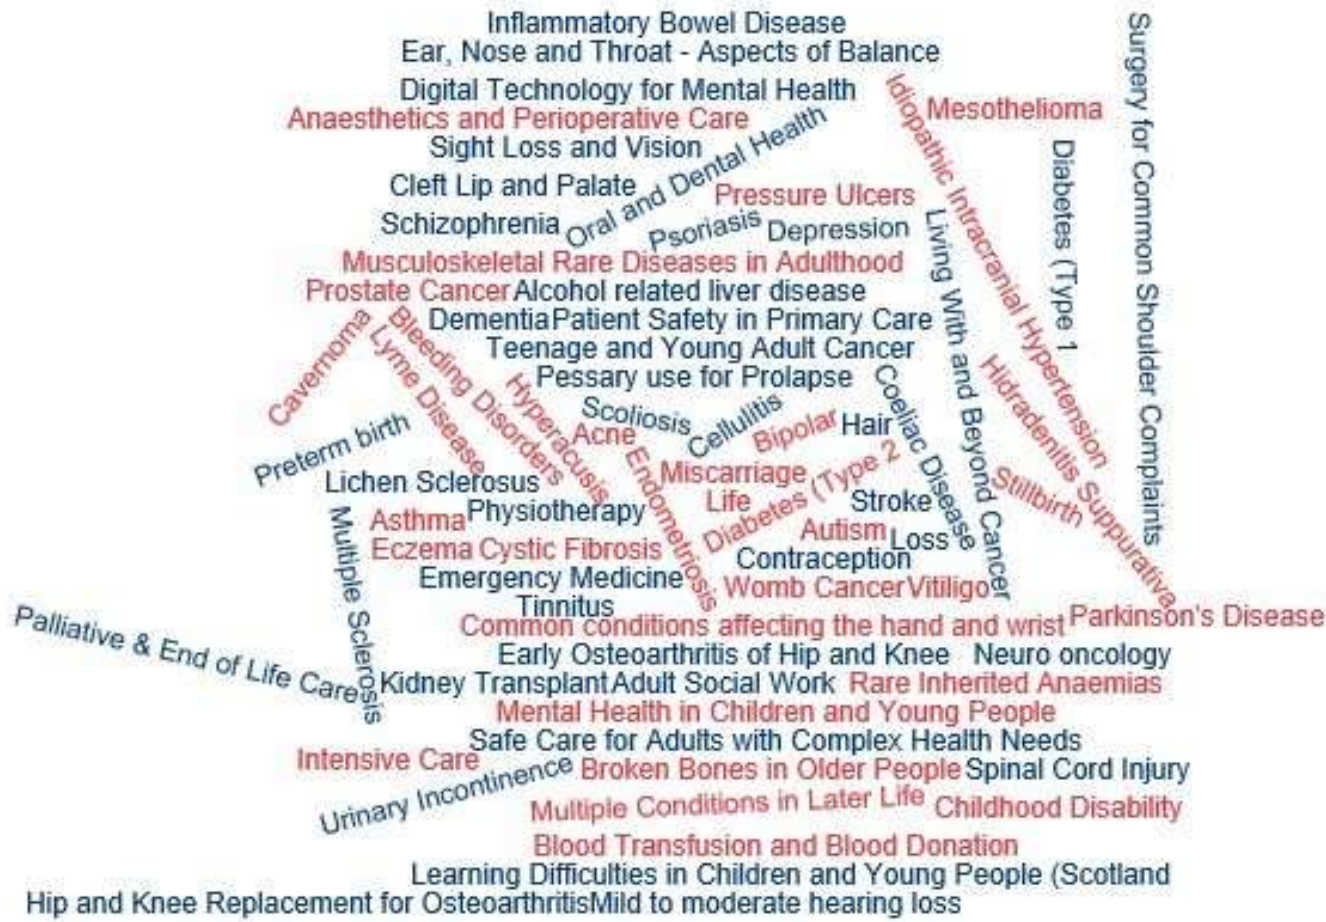 Inflammatory Bowel Disease
Ear, Nose and Throat - Aspects of Balance
Surgery for Common Shoulder Complaints
Digital Technology for Mental Health
Idiopathic Intracranial Hypertension
Mesothelioma
Anaesthetics and Perioperative Care
Oral and Dental Health
Sight Loss and Vision
Diabetes (Type 1
Cleft Lip and Palate
Pressure Ulcers
Schizophrenia
Psoriasis
Depression
Living With and Beyond Cancer
Musculoskeletal Rare Diseases in Adulthood
Prostate Cancer
Alcohol related liver disease
Cavernoma
Lyme Disease
Bleeding Disorders
Dementia
Patient Safety in Primary Care
Teenage and Young Adult Cancer
Hidradenitis Suppurativa
Pessary use for Prolapse
Coeliac Disease
Hyperacusis
Scoliosis
Cellulitis
Bipolar
Hair
Acne
Preterm birth
Endometriosis
Miscarriage
Diabetes (Type 2
Stillbirth
Lichen Sclerosus
Life
Stroke
Physiotherapy
Asthma
Multiple Sclerosis
Autism
Loss
Eczema
Cystic Fibrosis
Contraception
Emergency Medicine
Womb Cancer
Vitiligo
Tinnitus
Palliative & End of Life Care
Common conditions affecting the hand and wrist
Parkinson's Disease
Early Osteoarthritis of Hip and Knee
Neuro oncology
Kidney Transplant
Adult Social Work
Rare Inherited Anaemias
Mental Health in Children and Young People
Safe Care for Adults with Complex Health Needs
Intensive Care
Urinary Incontinence
Broken Bones in Older People
Spinal Cord Injury
Multiple Conditions in Later Life
Childhood Disability
Blood Transfusion and Blood Donation
Learning Difficulties in Children and Young People (Scotland
Hip and Knee Replacement for Osteoarthritis
Mild to moderate hearing loss